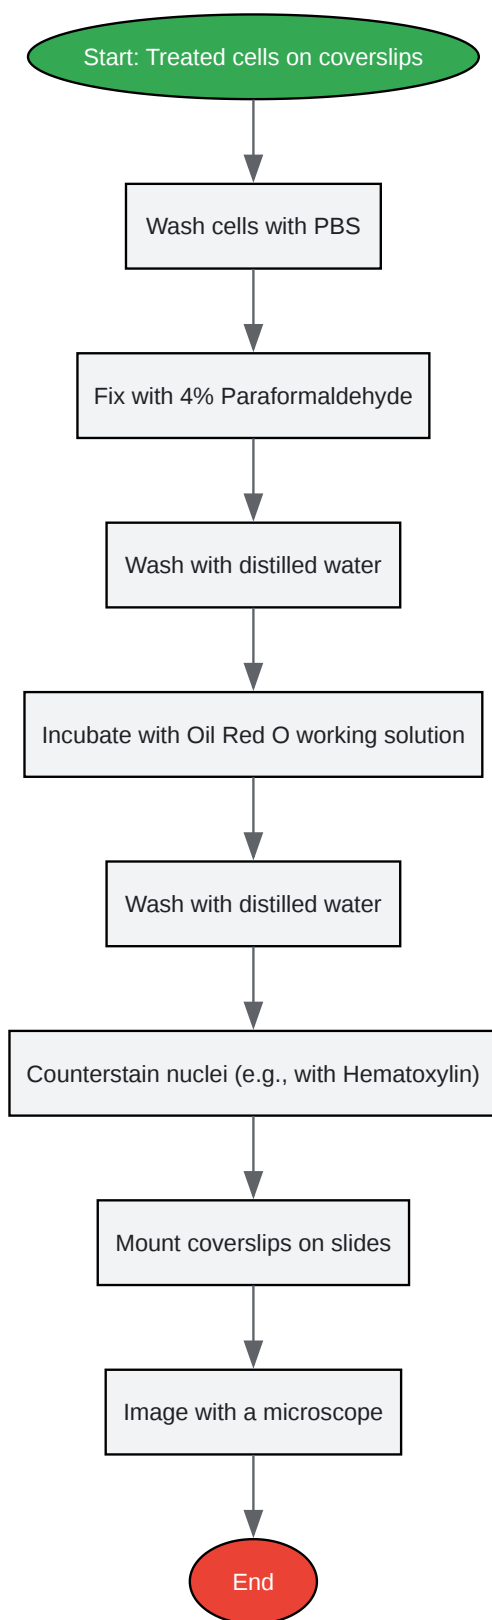 Start: Treated cells on coverslips
Wash cells with PBS
Fix with 4% Paraformaldehyde
Wash with distilled water
Incubate with Oil Red O working solution
Wash with distilled water
Counterstain nuclei (e.g., with Hematoxylin)
Mount coverslips on slides
Image with a microscope
End